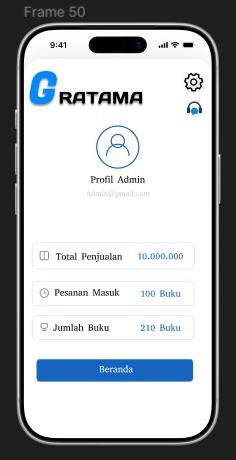 Frame 50
9:41
GRATAMA
Profil Admin
Admin@gmail.com
Total Penjualan 10.000.000
Pesanan Masuk 100 Buku
Jumlah Buku 210 Buku
Beranda